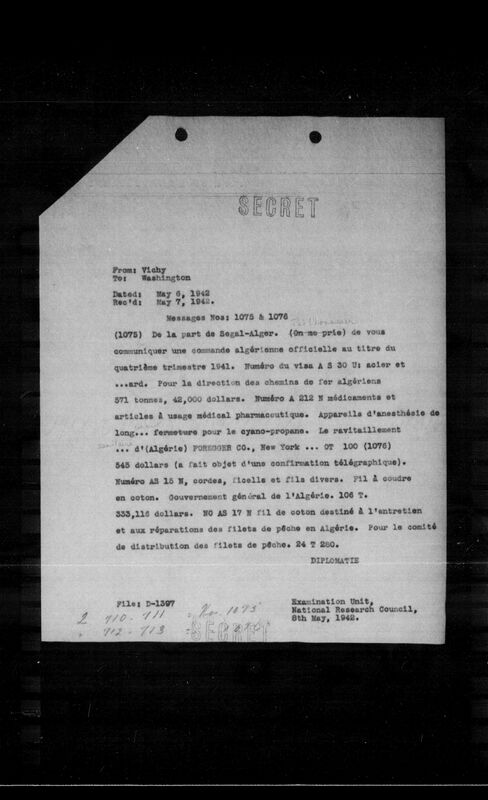 SECRET
From: Vichy
To: Washington
Dated: May 6, 1942
Rec'd: May 7, 1942.
Messages Nos: 1075 & 1076
(1075) De la part de Segal-Alger. (On me prie) de vous
communiquer une commande algérienne officielle au titre du
quatrième trimestre 1941. Numéro du visa A S 30 U: acier et
...ard. Pour la direction des chemins de fer algériens
571 tonnes, 42,000 dollars. Numéro A 212 N médicaments et
articles à usage médical pharmaceutique. Appareils d'anesthésie de
long... fermeture pour le cyano-propane. Le ravitaillement
... d'(Algérie) FOREGGER CO., New York ... OT 100 (1076)
545 dollars (a fait objet d'une confirmation télégraphique).
Numéro AS 15 N, cordes, ficelle et fils divers. Fil à coudre
en coton. Gouvernement général de l'Algérie. 106 T.
333,116 dollars. NO AS 17 N fil de coton destiné à l'entretien
et aux réparations des filets de pêche en Algérie. Pour le comité
de distribution des filets de pêche. 24 T 280.
DIPLOMATIE
File: D-1397
Examination Unit,
National Research Council,
8th May, 1942.
2 710 - 711 = No. 1075
" 712 - 713
SECRET